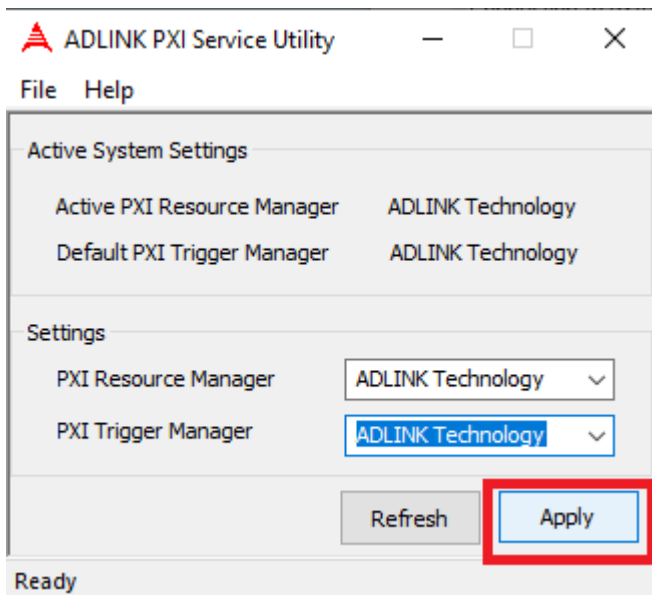 ADLINK PXI Service Utility
File Help
Active System Settings
Active PXI Resource Manager ADLINK Technology
Default PXI Trigger Manager ADLINK Technology
Settings
PXI Resource Manager ADLINK Technology
PXI Trigger Manager ADLINK Technology
Refresh Apply
Ready